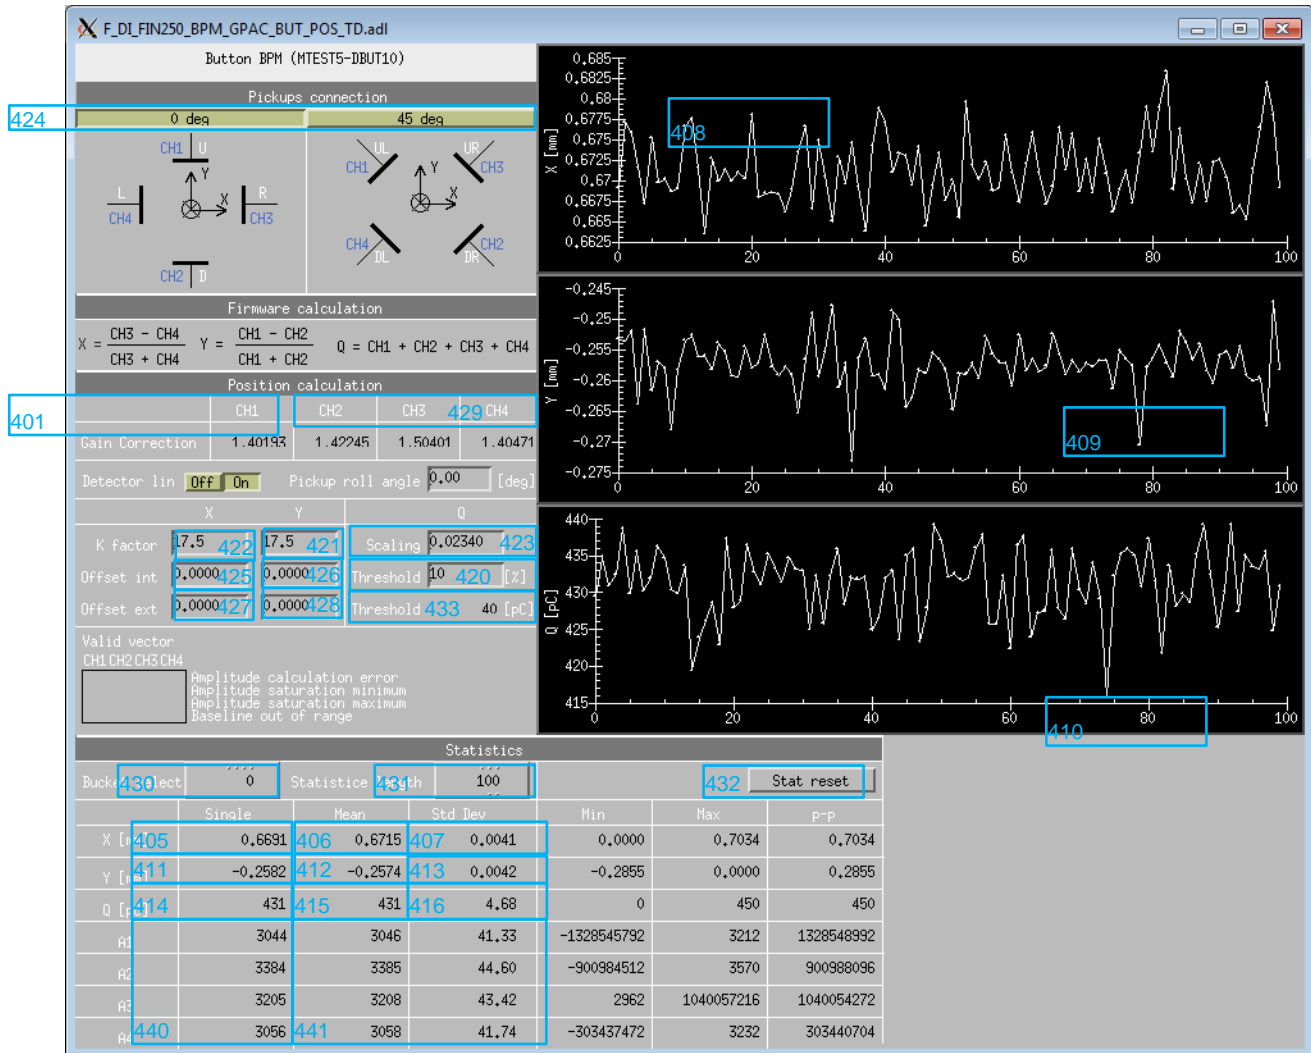 F_DI_FIN250_BPM_GPAC_BUT_POS_TD.adl
Button BPM (MTEST5-DBUT10)
Pickups connection
424
0 deg 45 deg
CH1 U
Y
X
L
CH4
R
CH3
CH2 D
UL
CH1
UR
CH3
Y
X
CH4
DL
CH2
DR
Firmware calculation
X = CH3 - CH4 / CH3 + CH4 Y = CH1 - CH2 / CH1 + CH2 Q = CH1 + CH2 + CH3 + CH4
Position calculation
401
CH1 CH2 CH3 429 CH4
Gain Correction 1.40193 1.42245 1.50401 1.40471
Detector lin Off On Pickup roll angle 0.00 [deg]
X Y Q
K factor 17.5 422 17.5 421 Scaling 0.02340 423
Offset int 0.0000 425 0.0000 426 Threshold 10 420 [%]
Offset ext 0.0000 427 0.0000 428 Threshold 433 40 [pC]
Valid vector
CH1 CH2 CH3 CH4
Amplitude calculation error
Amplitude saturation minimum
Amplitude saturation maximum
Baseline out of range
X [mm]
0.685
0.6825
0.68
0.6775
0.675
0.6725
0.67
0.6675
0.665
0.6625
0 20 40 60 80 100
408
Y [mm]
-0.245
-0.25
-0.255
-0.26
-0.265
-0.27
-0.275
0 20 40 60 80 100
409
Q [pC]
440
435
430
425
420
415
0 20 40 60 80 100
410
Statistics
Bucket select 430 0 Statistice length 431 100 432 Stat reset
Single Mean Std Dev Min Max p-p
X [mm] 405 0.6691 406 0.6715 407 0.0041 0.0000 0.7034 0.7034
Y [mm] 411 -0.2582 412 -0.2574 413 0.0042 -0.2855 0.0000 0.2855
Q [pC] 414 431 415 431 416 4.68 0 450 450
A1 3044 3046 41.33 -1328545792 3212 1328548992
A2 3384 3385 44.60 -900984512 3570 900988096
A3 3205 3208 43.42 2962 1040057216 1040054272
A4 440 3056 441 3058 41.74 -303437472 3232 303440704